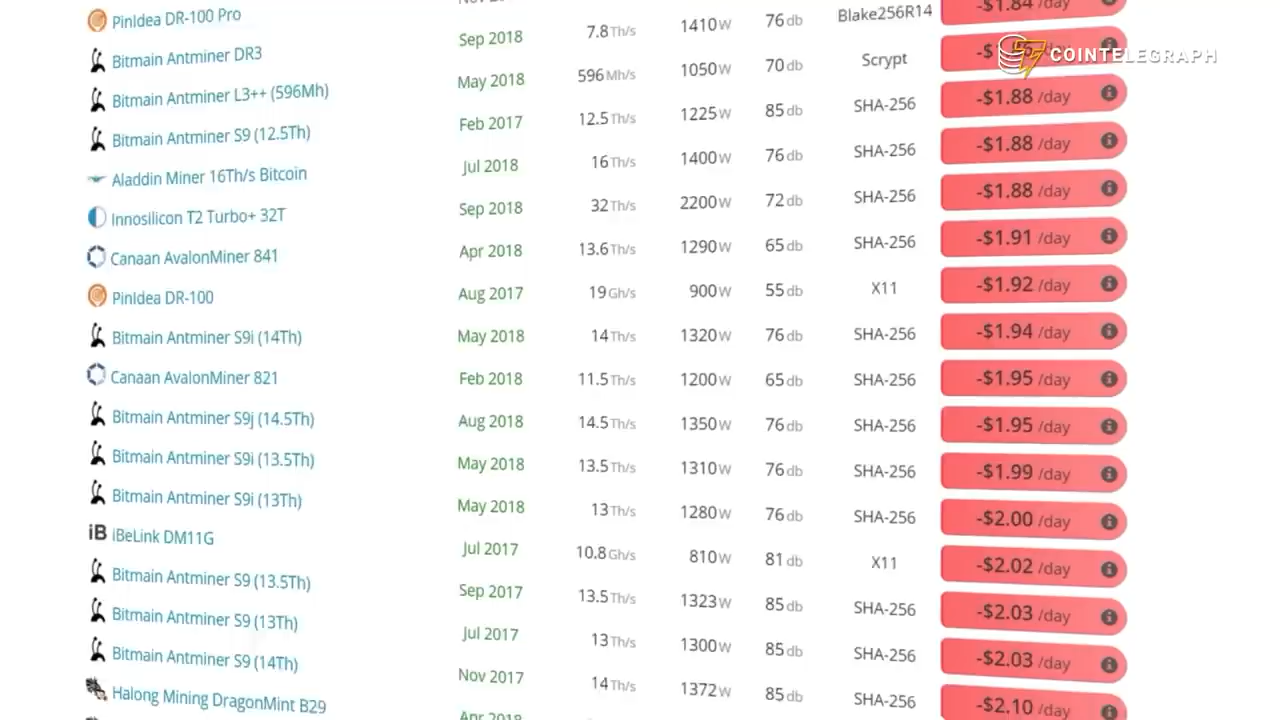 PinIdea DR-100 Pro
Bitmain Antminer DR3 Sep 2018 7.8 Th/s 1410 W 76 db Blake256R14 -$1.84 /day
COINTELEGRAPH
Bitmain Antminer L3++ (596Mh) May 2018 596 Mh/s 1050 W 70 db Scrypt
Bitmain Antminer S9 (12.5Th) Feb 2017 12.5 Th/s 1225 W 85 db SHA-256 -$1.88 /day
Aladdin Miner 16Th/s Bitcoin Jul 2018 16 Th/s 1400 W 76 db SHA-256 -$1.88 /day
Innosilicon T2 Turbo+ 32T Sep 2018 32 Th/s 2200 W 72 db SHA-256 -$1.88 /day
Canaan AvalonMiner 841 Apr 2018 13.6 Th/s 1290 W 65 db SHA-256 -$1.91 /day
PinIdea DR-100 Aug 2017 19 Gh/s 900 W 55 db X11 -$1.92 /day
Bitmain Antminer S9i (14Th) May 2018 14 Th/s 1320 W 76 db SHA-256 -$1.94 /day
Canaan AvalonMiner 821 Feb 2018 11.5 Th/s 1200 W 65 db SHA-256 -$1.95 /day
Bitmain Antminer S9j (14.5Th) Aug 2018 14.5 Th/s 1350 W 76 db SHA-256 -$1.95 /day
Bitmain Antminer S9i (13.5Th) May 2018 13.5 Th/s 1310 W 76 db SHA-256 -$1.99 /day
Bitmain Antminer S9i (13Th) May 2018 13 Th/s 1280 W 76 db SHA-256 -$2.00 /day
iB iBeLink DM11G Jul 2017 10.8 Gh/s 810 W 81 db X11 -$2.02 /day
Bitmain Antminer S9 (13.5Th) Sep 2017 13.5 Th/s 1323 W 85 db SHA-256 -$2.03 /day
Bitmain Antminer S9 (13Th) Jul 2017 13 Th/s 1300 W 85 db SHA-256 -$2.03 /day
Bitmain Antminer S9 (14Th) Nov 2017 14 Th/s 1372 W 85 db SHA-256 -$2.10 /day
Halong Mining DragonMint B29 Apr 2018